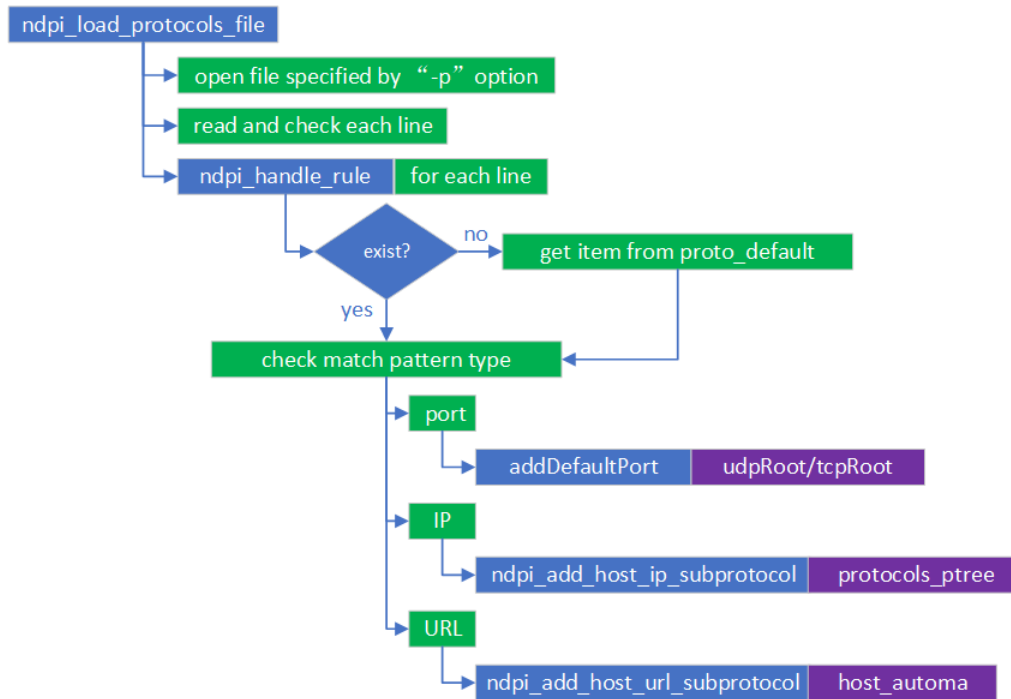 ndpi_load_protocols_file
open file specified by “-p” option
read and check each line
ndpi_handle_rule for each line
exist?
no
get item from proto_default
yes
check match pattern type
port
addDefaultPort udpRoot/tcpRoot
IP
ndpi_add_host_ip_subprotocol protocols_ptree
URL
ndpi_add_host_url_subprotocol host_automa